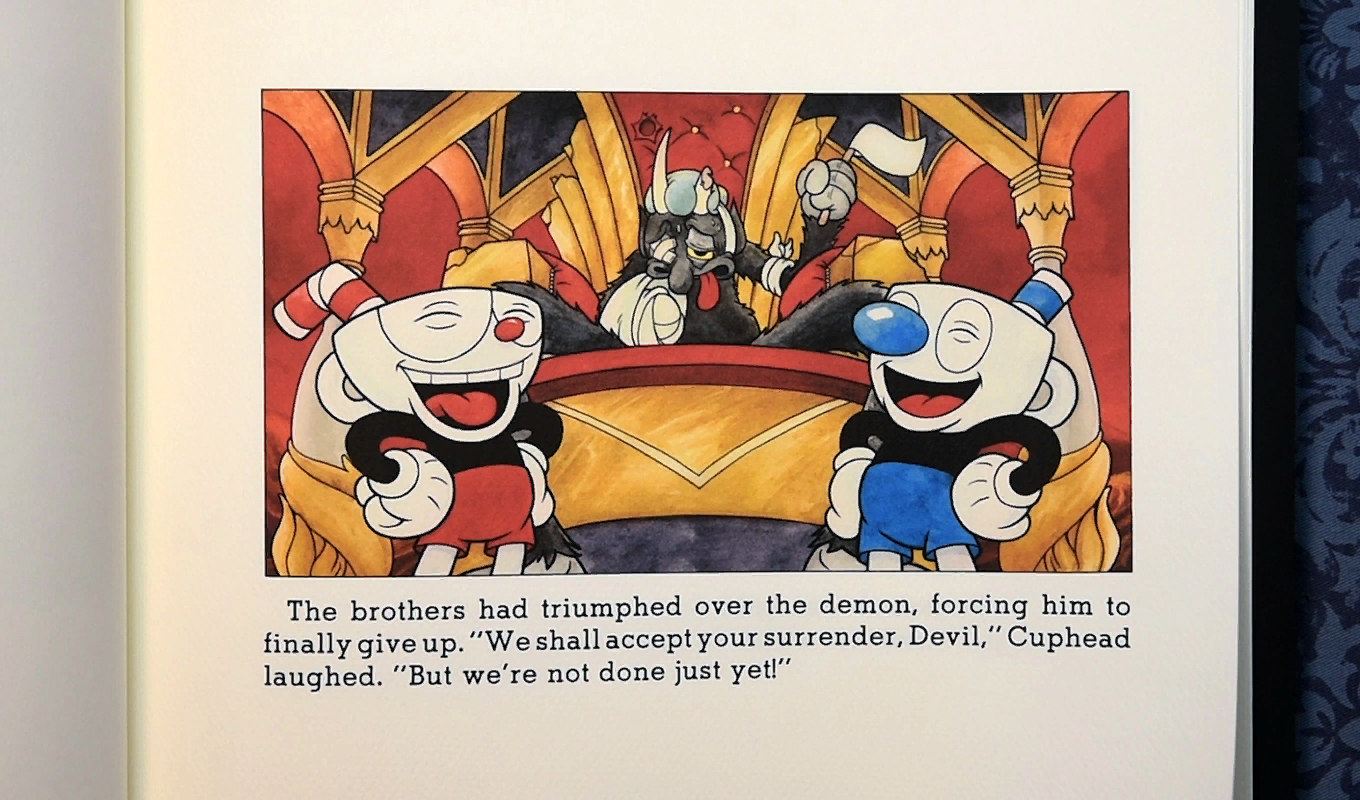 The brothers had triumphed over the demon, forcing him to
finally give up. "We shall accept your surrender, Devil," Cuphead
laughed. "But we're not done just yet!"